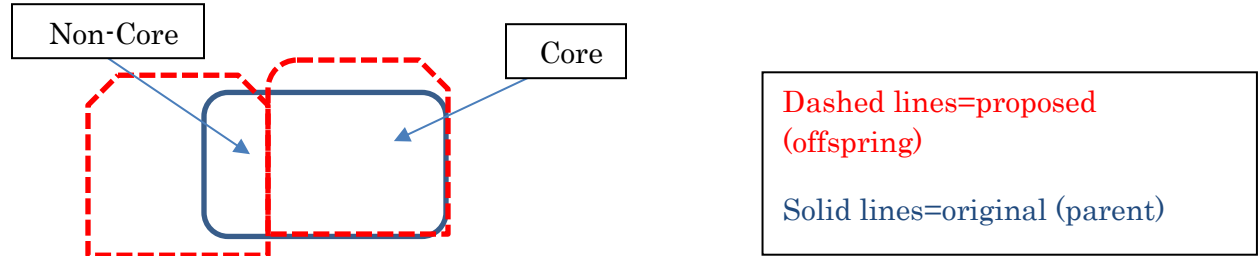 Non-Core
Core
Dashed lines=proposed
(offspring)
Solid lines=original (parent)